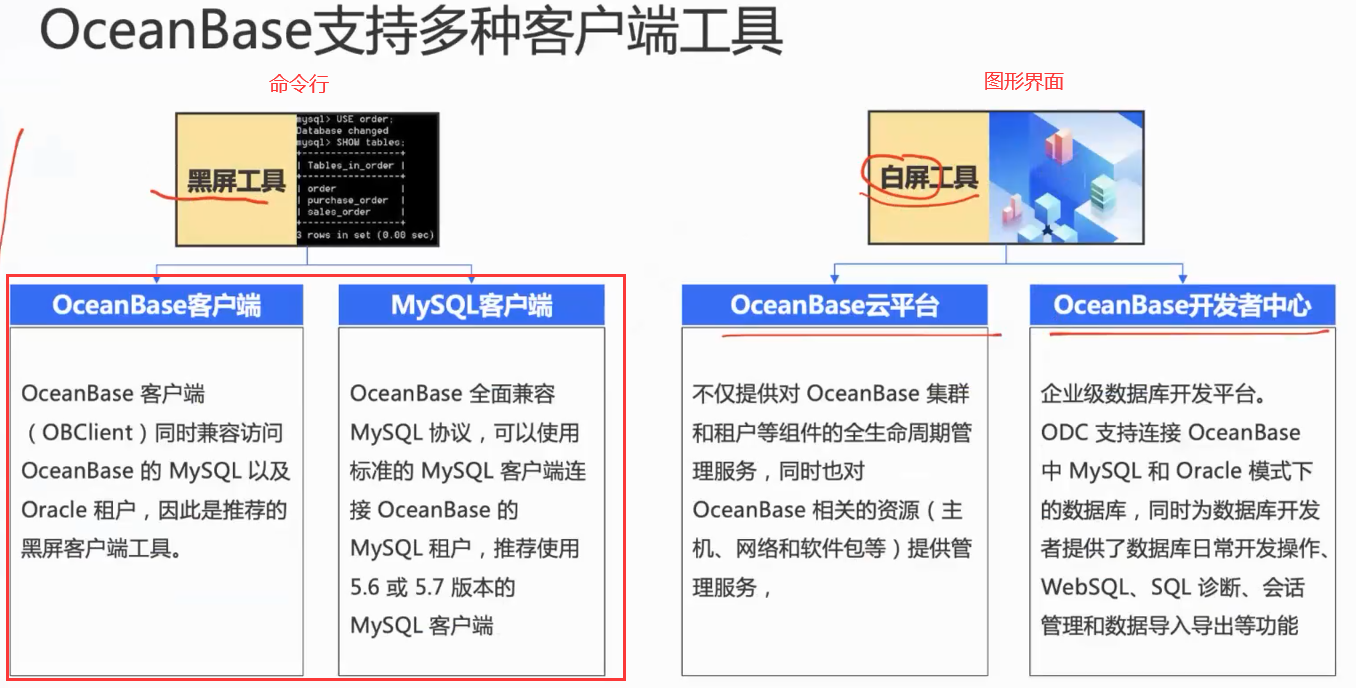 OceanBase支持多种客户端工具
命令行
图形界面
黑屏工具
mysql> USE order;
Database changed
mysql> SHOW tables;
+----------------+
| Tables_in_order |
+----------------+
| order |
| purchase_order |
| sales_order |
+----------------+
3 rows in set (0.00 sec)
白屏工具
OceanBase客户端
OceanBase 客户端
（OBClient）同时兼容访问
OceanBase 的 MySQL 以及
Oracle 租户，因此是推荐的
黑屏客户端工具。
MySQL客户端
OceanBase 全面兼容
MySQL 协议，可以使用
标准的 MySQL 客户端连
接 OceanBase 的
MySQL 租户，推荐使用
5.6 或 5.7 版本的
MySQL 客户端
OceanBase云平台
不仅提供对 OceanBase 集群
和租户等组件的全生命周期管
理服务，同时也对
OceanBase 相关的资源（主
机、网络和软件包等）提供管
理服务，
OceanBase开发者中心
企业级数据库开发平台。
ODC 支持连接 OceanBase
中 MySQL 和 Oracle 模式下
的数据库，同时为数据库开发
者提供了数据库日常开发操作、
WebSQL、SQL 诊断、会话
管理和数据导入导出等功能